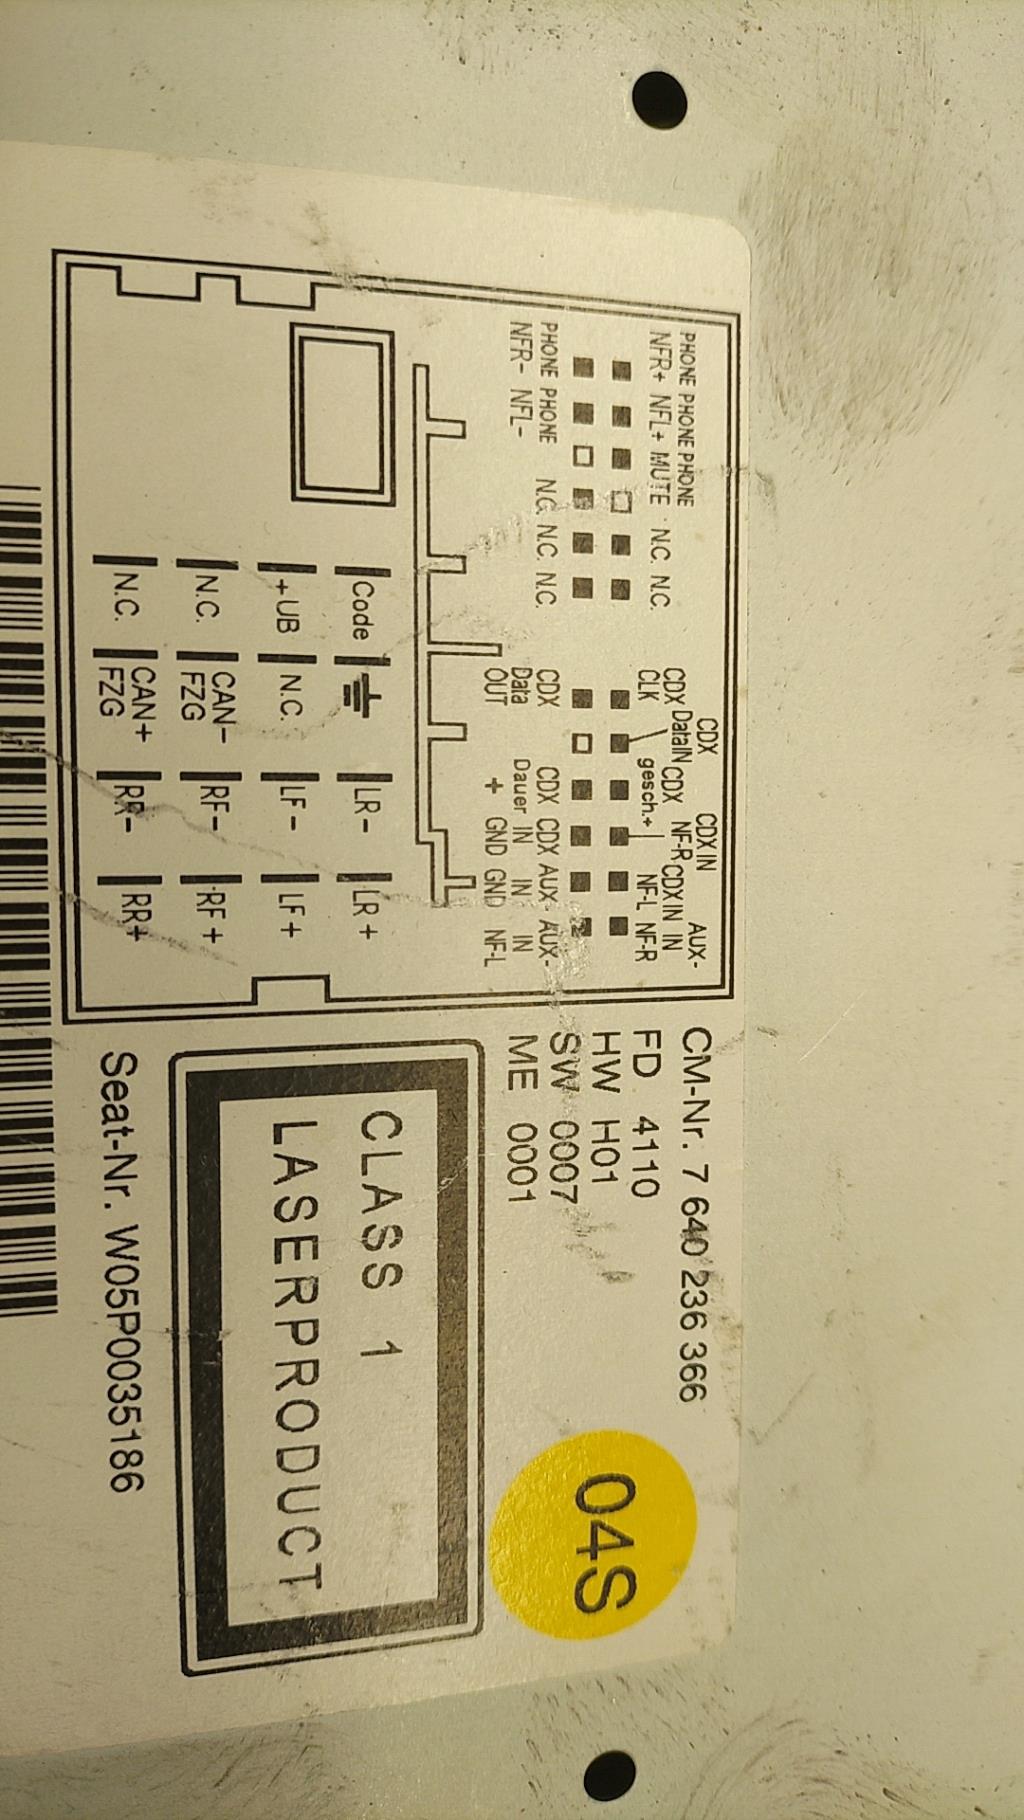 PHONE PHONE PHONE
NFR+ NFL+ MUTE N.C. N.C.
PHONE PHONE
NFR- NFL-
N.C. N.C. N.C.
CDX
CLK
CDX
DataIN
CDX
gesch.+
CDX IN
NF-R
CDX IN
NF-L
AUX-
IN
NF-R
CDX
Data
OUT
CDX
Dauer
+
CDX
IN
GND
AUX-
IN
GND
AUX-
IN
NF-L
Code
LR-
LR+
+UB
N.C.
LF-
LF+
N.C.
CAN-
FZG
RF-
RF+
N.C.
CAN+
FZG
RR-
RR+
CM-Nr. 7 640 236 366
FD 4110
HW H01
SW 0007
ME- 0001
04S
CLASS 1
LASERPRODUCT
Seat-Nr. W05P0035186